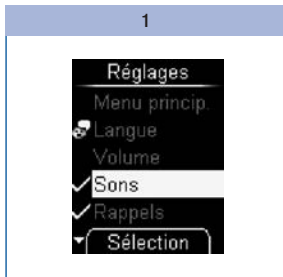 1
Réglages
Menu princip.
Langue
Volume
Sons
Rappels
Sélection